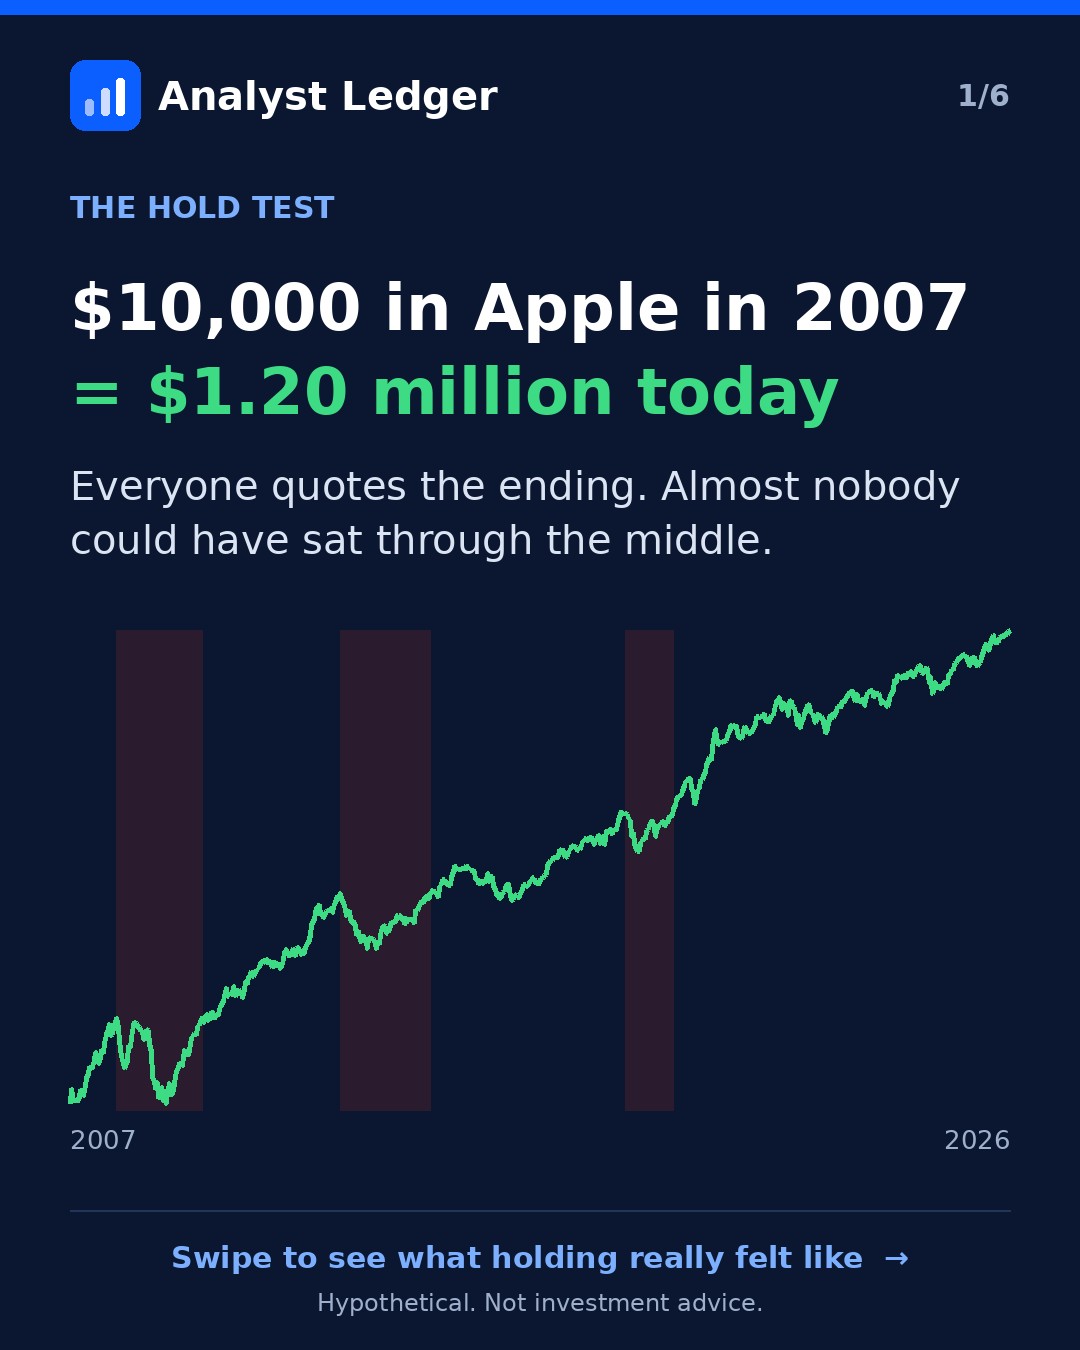 Analyst Ledger
1/6
THE HOLD TEST
$10,000 in Apple in 2007
= $1.20 million today
Everyone quotes the ending. Almost nobody
could have sat through the middle.
2007
2026
Swipe to see what holding really felt like →
Hypothetical. Not investment advice.